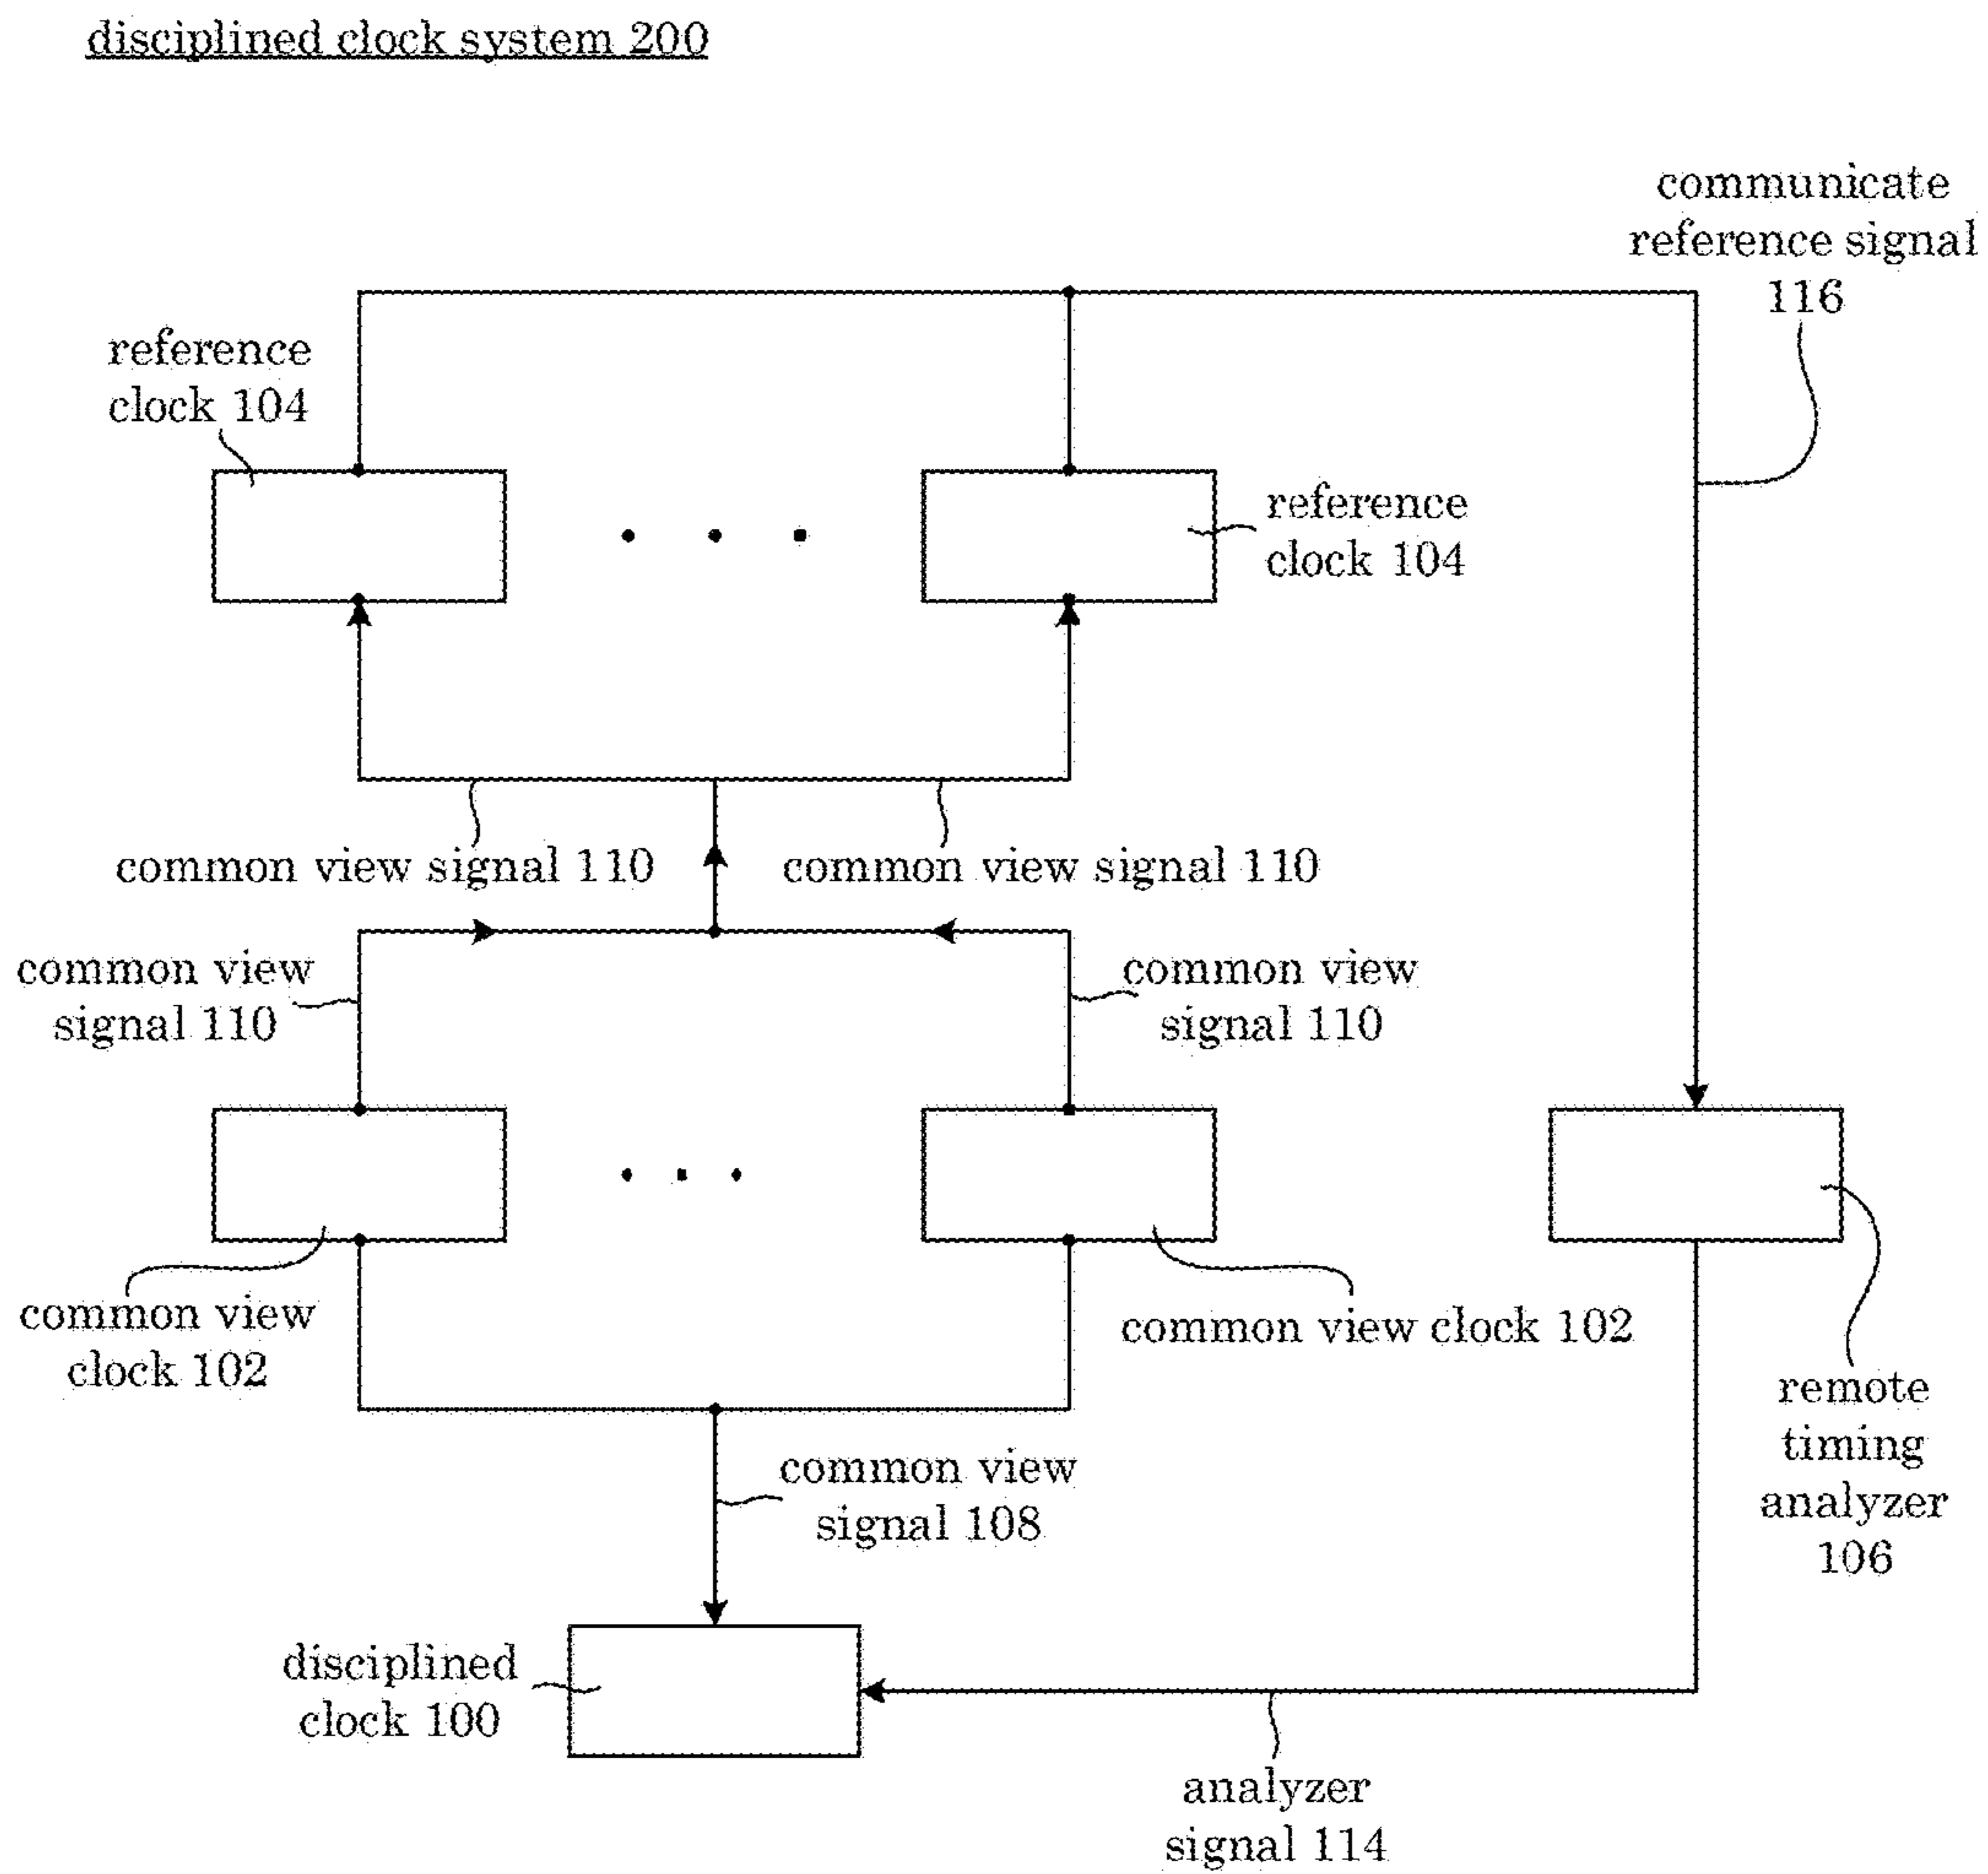 disciplined clock system 200
communicate
reference signal
116
reference
clock 104
reference
clock 104
common view signal 110
common view signal 110
common view
signal 110
common view
signal 110
common view
clock 102
common view clock 102
remote
timing
analyzer
106
common view
signal 108
disciplined
clock 100
analyzer
signal 114